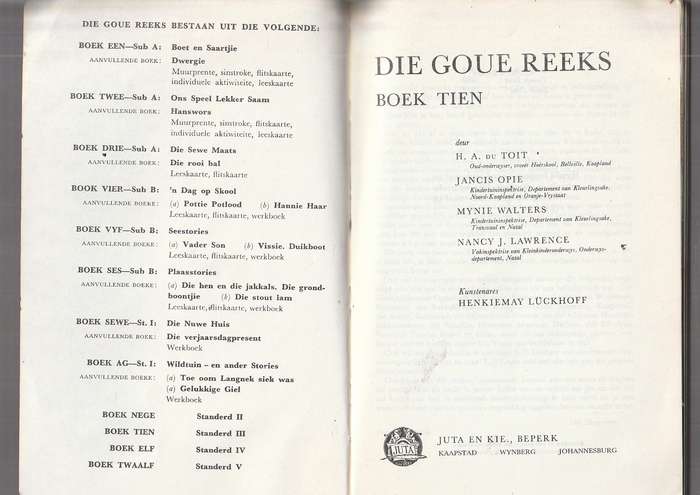 DIE GOUE REEKS BESTAAN UIT DIE VOLGENDE:
BOEK EEN—Sub A: Boet en Saartjie
AANVULLENDE BOEK: Dwergie
Muurprente, sinstroke, flitskaarte,
individuele aktiwiteite, leeskaarte
BOEK TWEE—Sub A: Ons Speel Lekker Saam
AANVULLENDE BOEK: Hanswors
Muurprente, sinstroke, flitskaarte,
individuele aktiwiteite, leeskaarte
BOEK DRIE—Sub A: Die Sewe Maats
AANVULLENDE BOEK: Die rooi bal
Leeskaarte, flitskaarte
BOOK VIER—Sub B: 'n Dag op Skool
AANVULLENDE BOEKE: (a) Pottie Potlood (b) Hannie Haar
Leeskaarte, flitskaarte, werkboek
BOEK VYF—Sub B: Seestories
AANVULLENDE BOEKE: (a) Vader Son (b) Vissie. Duikboot
Leeskaarte, flitskaarte, werkboek
BOEK SES—Sub B: Plaasstories
AANVULLENDE BOEKE: (a) Die hen en die jakkals. Die grond-
boontjie (b) Die stout lam
Leeskaarte, flitskaarte, werkboek
BOEK SEWE—St. I: Die Nuwe Huis
AANVULLENDE BOEK: Die verjaarsdagpresent
Werkboek
BOEK AG—St. I: Wildtuin – en ander Stories
AANVULLENDE BOEKE: (a) Toe oom Langnek siek was
(a) Gelukkige Giel
Werkboek
BOEK NEGE Standerd II
BOEK TIEN Standerd III
BOEK ELF Standerd IV
BOEK TWAALF Standerd V
DIE GOUE REEKS
BOEK TIEN
deur
H. A. DU TOIT
Oud-onderwyser, Hoërskool, Bellville, Kaapland
JANCIS OPIE
Kindertuininspektrise, Departement van Kleurlingsake,
Noord-Kaapland en Oranje-Vrystaat
MYNIE WALTERS
Kindertuininspektrise, Departement van Kleurlingsake,
Transvaal en Natal
NANCY J. LAWRENCE
Vakinspektrise van Kleinkinderonderwys, Onderwys-
departement, Natal
Kunstenares
HENKIEMAY LÜCKHOFF
JUTA
JUTA EN KIE., BEPERK
KAAPSTAD WYNBERG JOHANNESBURG